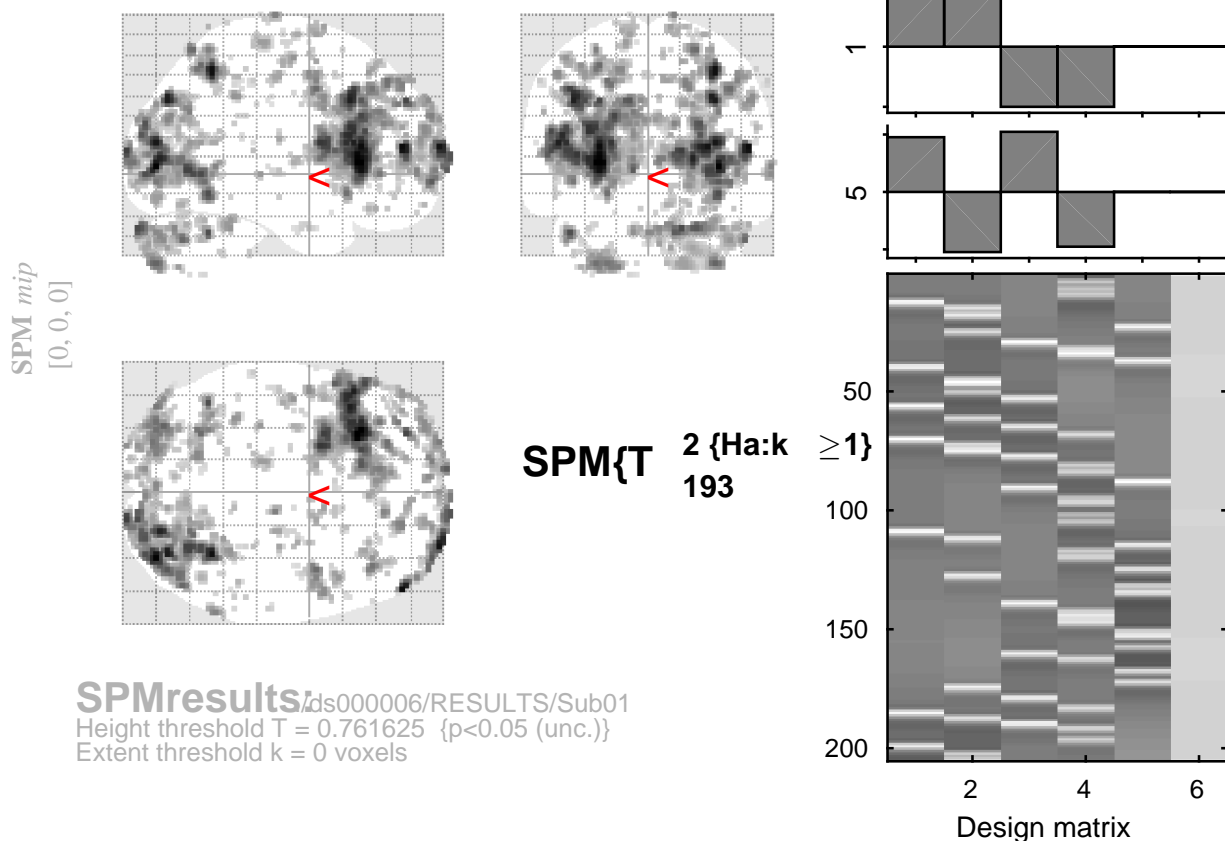 SPM mip
[0, 0, 0]
<
<
<
SPM{T 2 {Ha:k ≥1}
193
1
5
50
100
150
200
2 4 6
Design matrix
SPMresults: /ds000006/RESULTS/Sub01
Height threshold T = 0.761625 {p<0.05 (unc.)}
Extent threshold k = 0 voxels